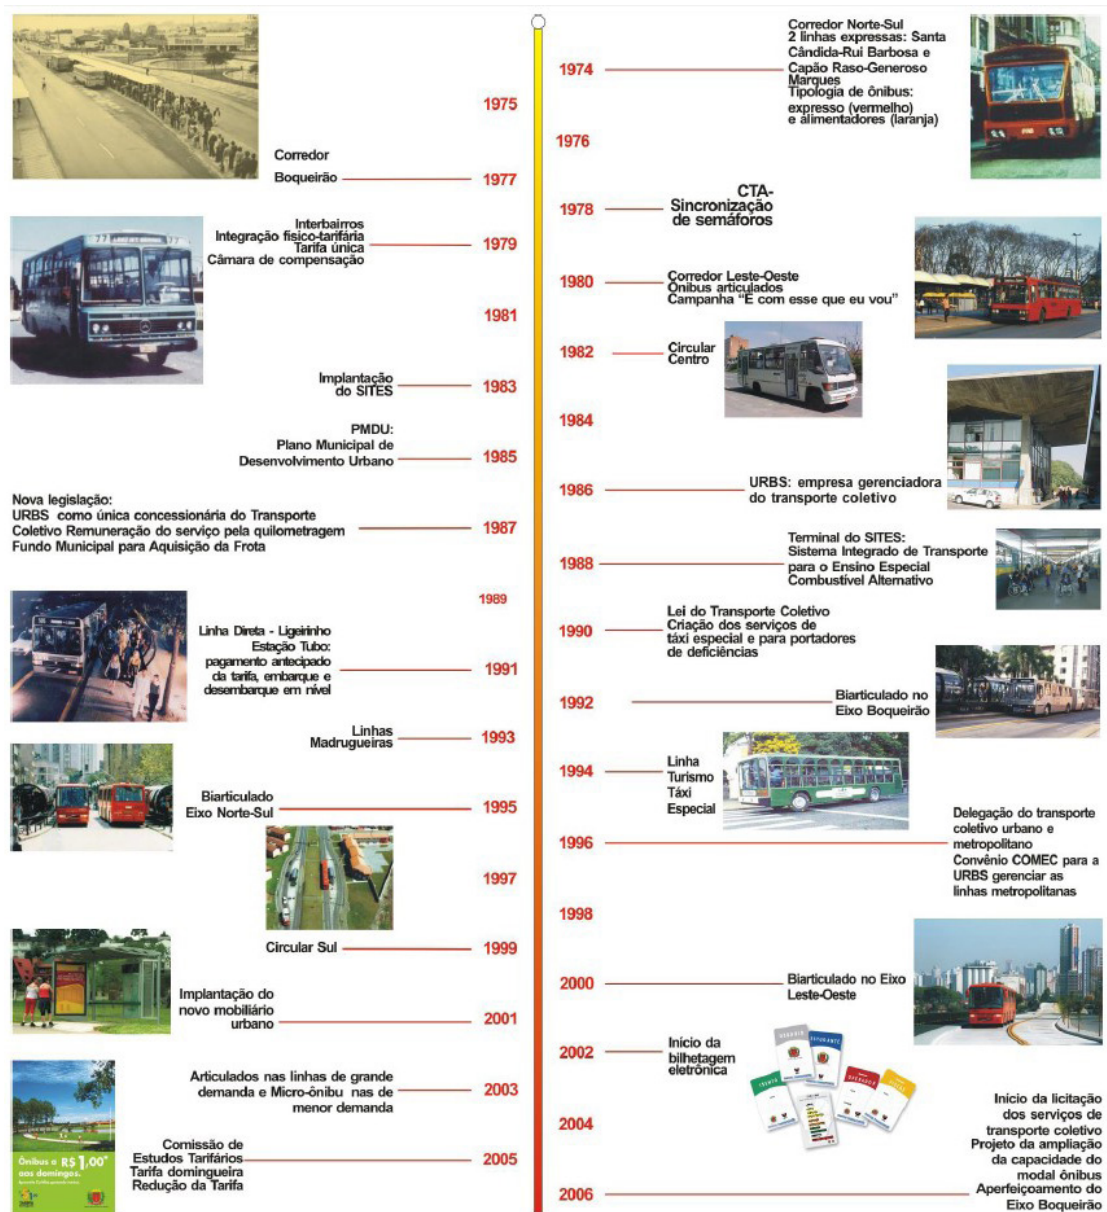 Corredor Norte-Sul
2 linhas expressas: Santa
Cândida-Rui Barbosa e
Capão Raso-Generoso
Marques
Tipologia de ônibus:
expresso (vermelho)
e alimentadores (laranja)
1974
1975
1976
Corredor
Boqueirão
1977
CTA-
Sincronização
de semáforos
1978
Interbairros
Integração fisico-tarifária
Tarifa única
Câmara de compensação
1979
Corredor Leste-Oeste
Ônibus articulados
Campanha “É com esse que eu vou”
1980
1981
Circular
Centro
1982
Implantação
do SITES
1983
1984
PMDU:
Plano Municipal de
Desenvolvimento Urbano
1985
URBS: empresa gerenciadora
do transporte coletivo
1986
Nova legislação:
URBS como única concessionária do Transporte
Coletivo Remuneração do serviço pela quilometragem
Fundo Municipal para Aquisição da Frota
1987
Terminal do SITES:
Sistema Integrado de Transporte
para o Ensino Especial
Combustível Alternativo
1988
1989
Lei do Transporte Coletivo
Criação dos serviços de
táxi especial e para portadores
de deficiências
1990
Linha Direta - Ligeirinho
Estação Tubo:
pagamento antecipado
da tarifa, embarque e
desembarque em nível
1991
Biarticulado no
Eixo Boqueirão
1992
Linhas
Madrugueiras
1993
Linha
Turismo
Táxi
Especial
1994
Biarticulado
Eixo Norte-Sul
1995
Delegação do transporte
coletivo urbano e
metropolitano
Convênio COMEC para a
URBS gerenciar as
linhas metropolitanas
1996
1997
1998
Circular Sul
1999
Biarticulado no Eixo
Leste-Oeste
2000
Implantação do
novo mobiliário
urbano
2001
Início da
bilhetagem
eletrônica
2002
USUÁRIO
ESTUDANTE
ISENTO
OPERADOR
Articulados nas linhas de grande
demanda e Micro-ônibu nas de
menor demanda
2003
2004
Ônibus a R$ 1,00*
aos domingos.
Comissão de
Estudos Tarifários
Tarifa domingueira
Redução da Tarifa
2005
Início da licitação
dos serviços de
transporte coletivo
Projeto da ampliação
da capacidade do
modal ônibus
Aperfeiçoamento do
Eixo Boqueirão
2006